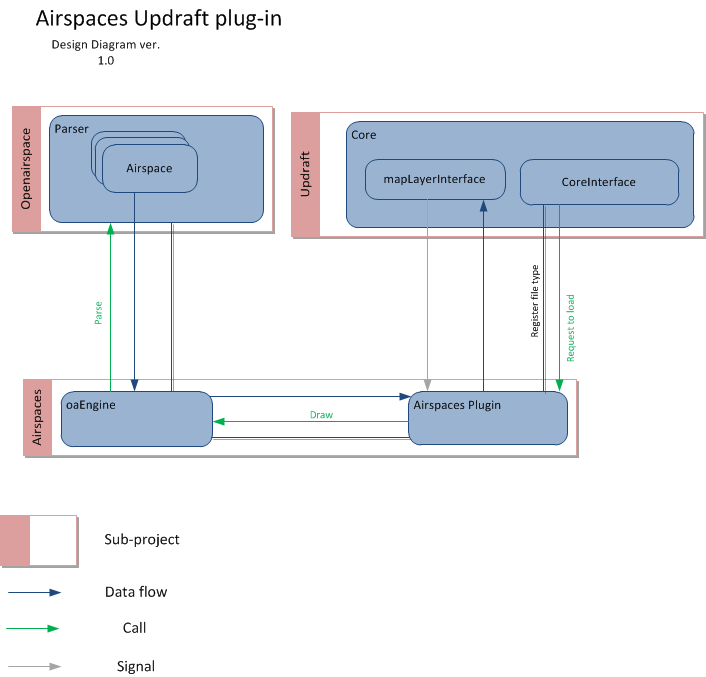 Airspaces Updraft plug-in
Design Diagram ver.
1.0
Openairspace
Parser
Airspace
Updraft
Core
mapLayerInterface
CoreInterface
Parse
Register file type
Request to load
Airspaces
oaEngine
Draw
Airspaces Plugin
Sub-project
Data flow
Call
Signal